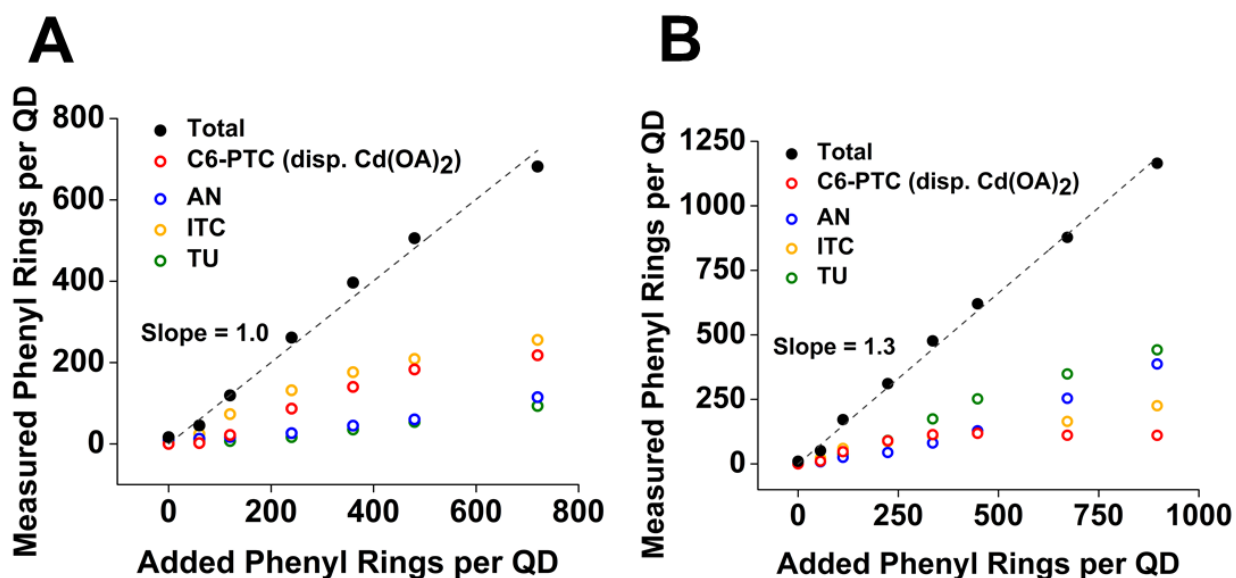 A
Measured Phenyl Rings per QD
800
600
400
200
0
Total
C6-PTC (disp. Cd(OA)2)
AN
ITC
TU
Slope = 1.0
0 200 400 600 800
Added Phenyl Rings per QD
B
Measured Phenyl Rings per QD
1250
1000
750
500
250
0
Total
C6-PTC (disp. Cd(OA)2)
AN
ITC
TU
Slope = 1.3
0 250 500 750 1000
Added Phenyl Rings per QD